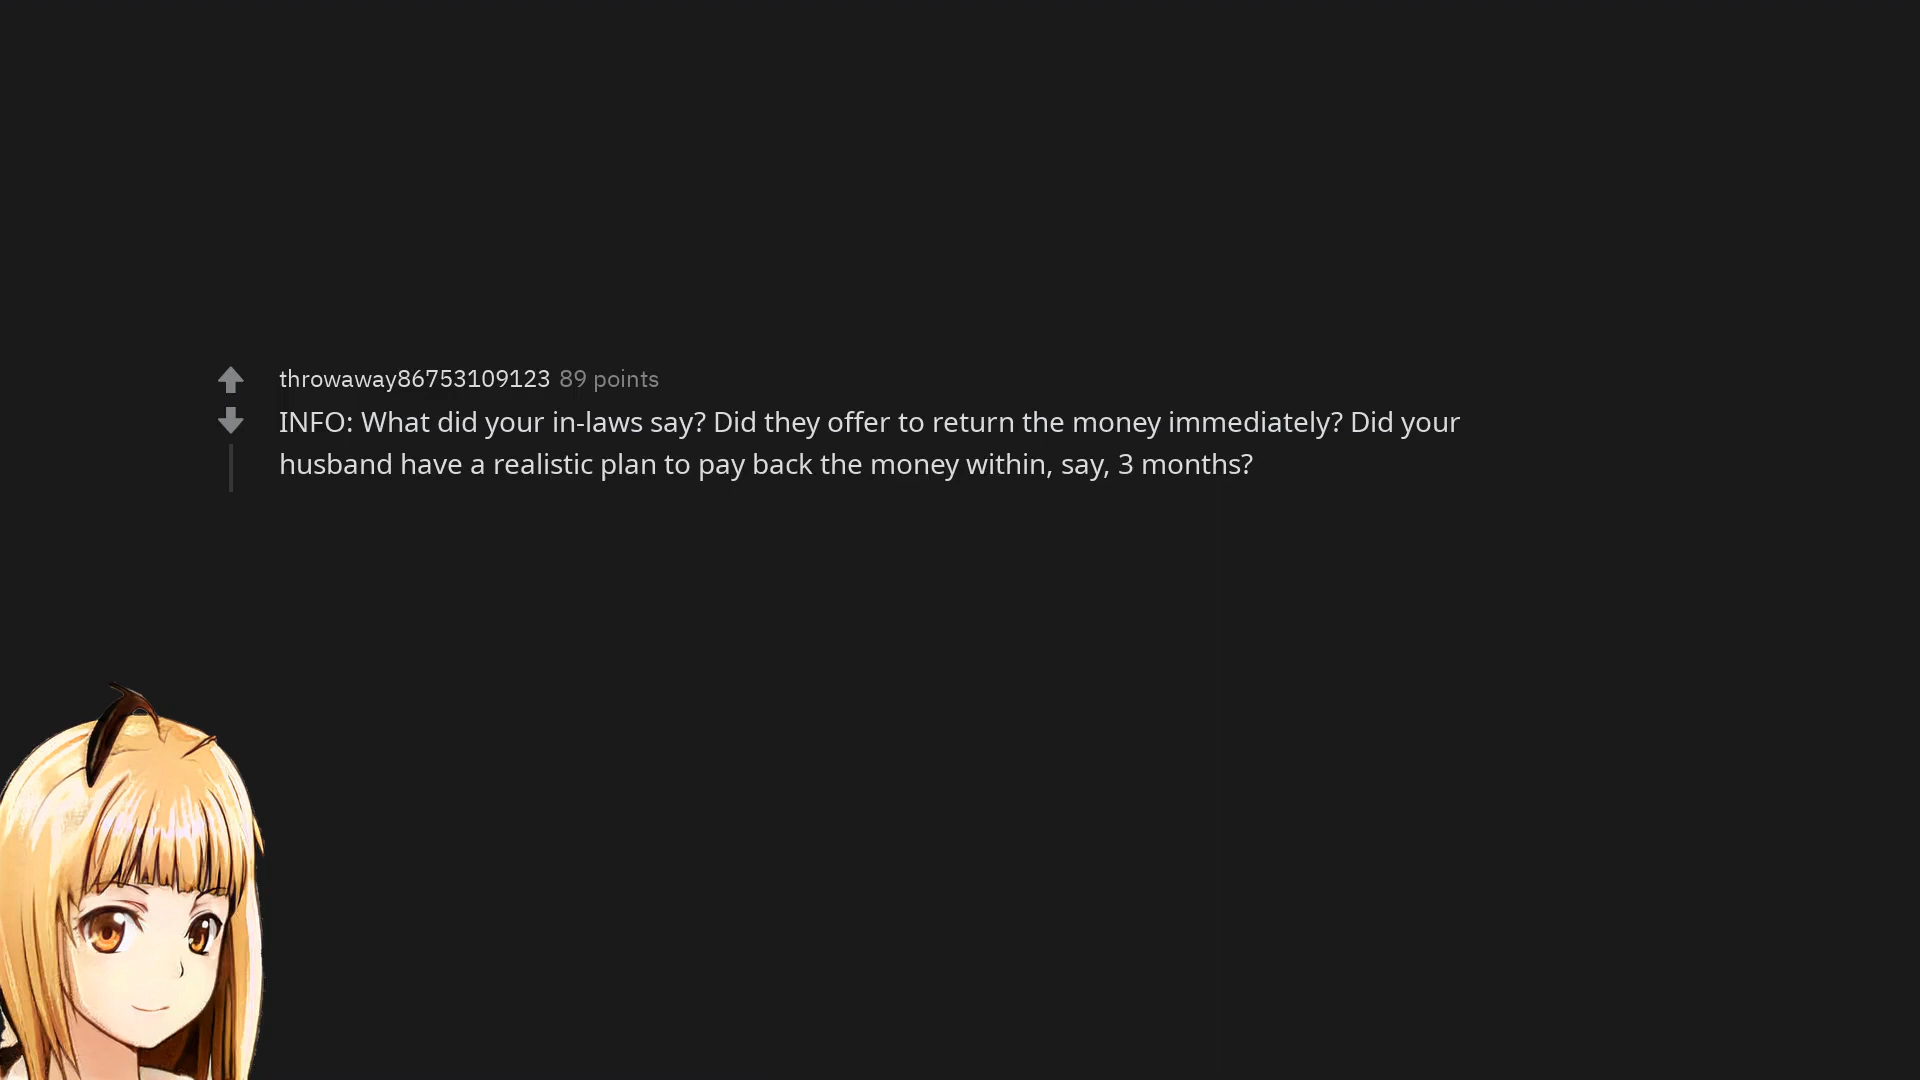 throwaway86753109123 89 points
INFO: What did your in-laws say? Did they offer to return the money immediately? Did your
husband have a realistic plan to pay back the money within, say, 3 months?